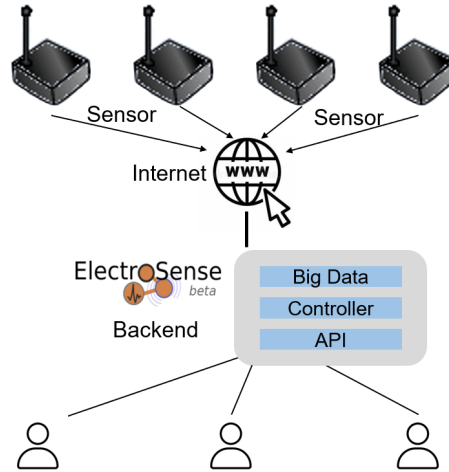 Sensor
Sensor
Internet
www
ElectroSense
beta
Backend
Big Data
Controller
API